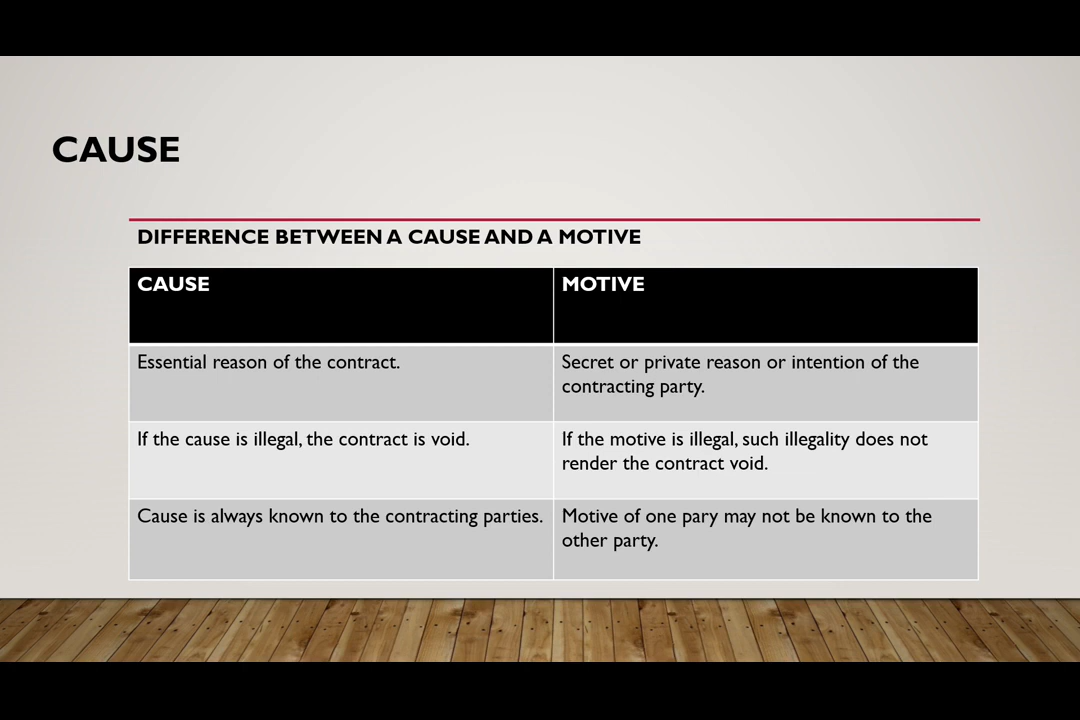 CAUSE
DIFFERENCE BETWEEN A CAUSE AND A MOTIVE
CAUSE
MOTIVE
Essential reason of the contract.
Secret or private reason or intention of the
contracting party.
If the cause is illegal, the contract is void.
If the motive is illegal, such illegality does not
render the contract void.
Cause is always known to the contracting parties.
Motive of one pary may not be known to the
other party.